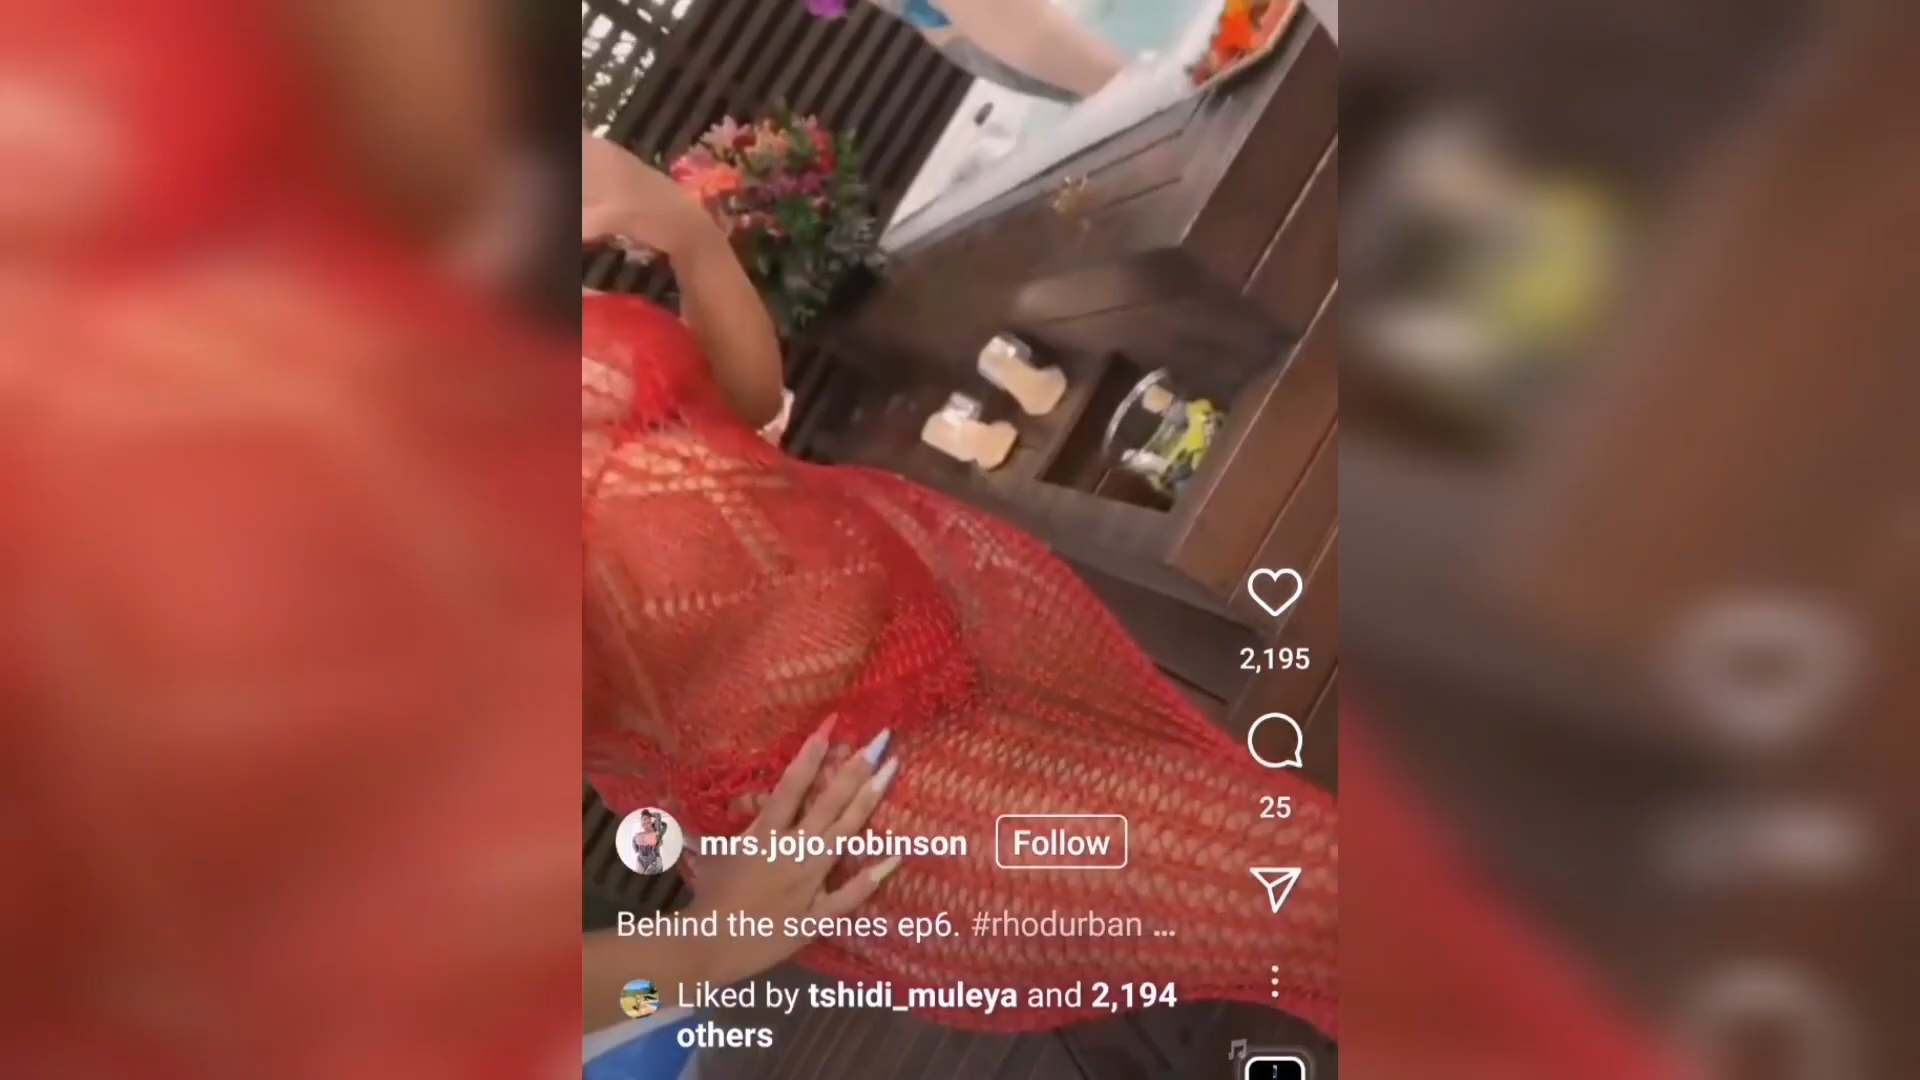 2,195
25
mrs.jojo.robinson Follow
Behind the scenes ep6. #rhodurban ...
Liked by tshidi_muleya and 2,194
others